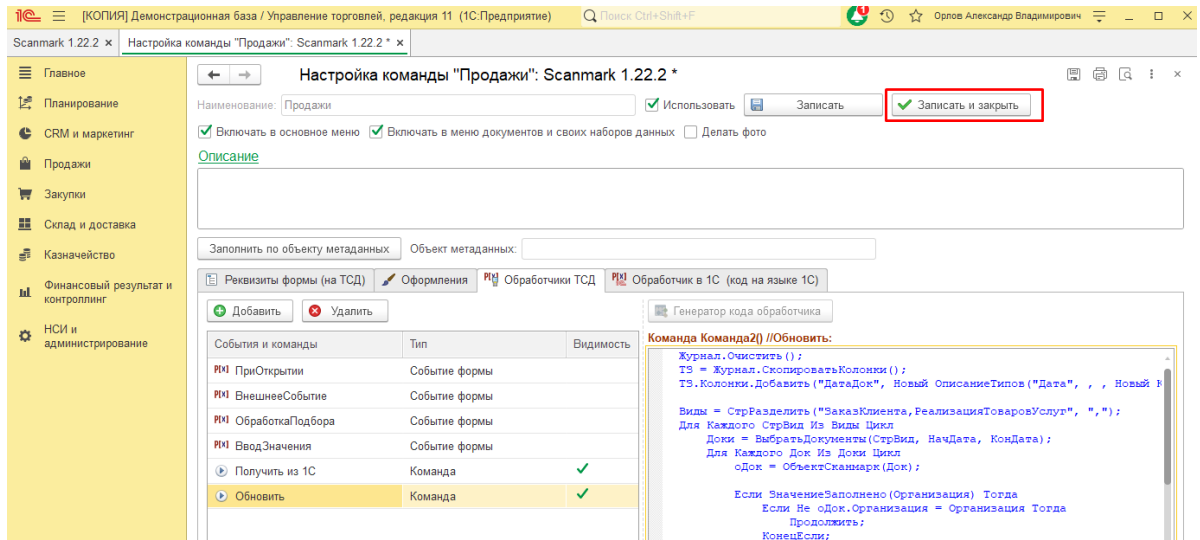 1С [КОПИЯ] Демонстрационная база / Управление торговлей, редакция 11 (1С:Предприятие) Поиск Ctrl+Shift+F 9 Орлов Александр Владимирович
Scanmark 1.22.2 × Настройка команды "Продажи": Scanmark 1.22.2 * ×
Главное
Планирование
CRM и маркетинг
Продажи
Закупки
Склад и доставка
Казначейство
Финансовый результат и
контроллинг
НСИ и
администрирование
Настройка команды "Продажи": Scanmark 1.22.2 *
Наименование: Продажи Использовать Записать Записать и закрыть
Включать в основное меню Включать в меню документов и своих наборов данных Делать фото
Описание
Заполнить по объекту метаданных Объект метаданных:
Реквизиты формы (на ТСД) Оформления Обработчики ТСД Обработчик в 1С (код на языке 1С)
Добавить Удалить Генератор кода обработчика
События и команды Тип Видимость
P[X] ПриОткрытии Событие формы
P[X] ВнешнееСобытие Событие формы
P[X] ОбработкаПодбора Событие формы
P[X] ВводЗначения Событие формы
Получить из 1С Команда
Обновить Команда
Команда Команда2() //Обновить:
Журнал.Очистить();
ТЗ = Журнал.СкопироватьКолонки();
ТЗ.Колонки.Добавить("ДатаДок", Новый ОписаниеТипов("Дата", , , Новый К
Виды = СтрРазделить("ЗаказКлиента,РеализацияТоваровУслуг", ",");
Для Каждого СтрВид Из Виды Цикл
Доки = ВыбратьДокументы(СтрВид, НачДата, КонДата);
Для Каждого Док Из Доки Цикл
оДок = ОбъектСканмарк(Док);
Если ЗначениеЗаполнено(Организация) Тогда
Если Не оДок.Организация = Организация Тогда
Продолжить;
КонецЕсли;